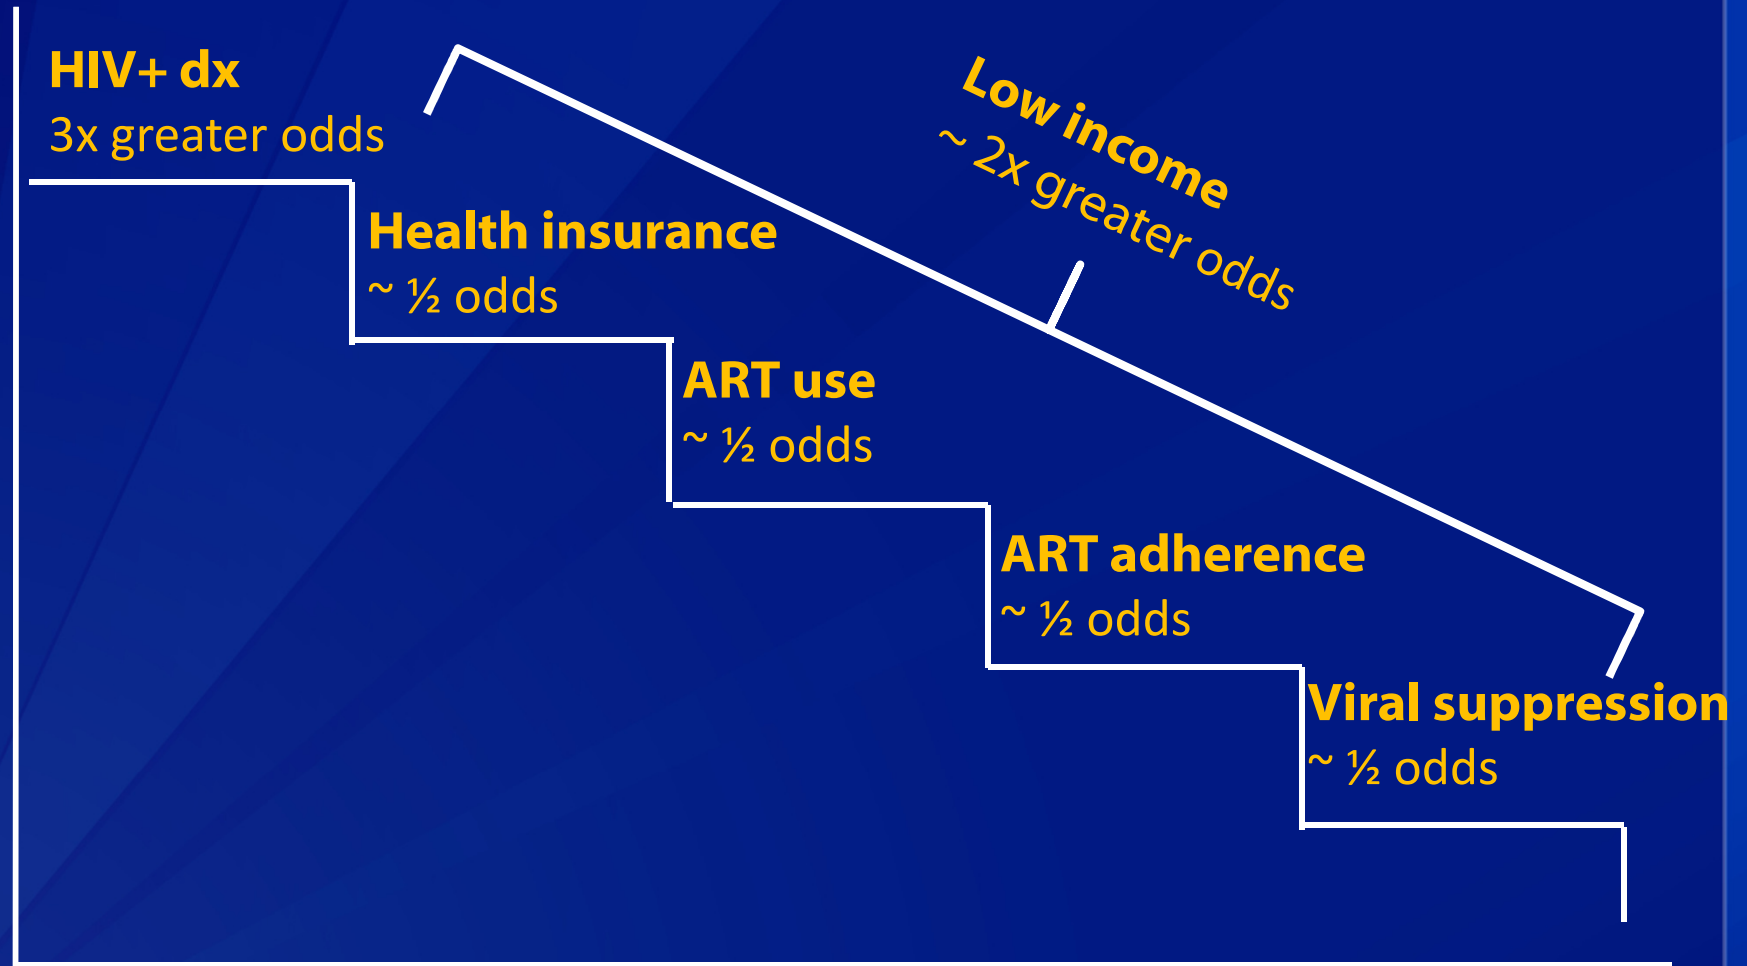 HIV+ dx
3x greater odds
Low income
~ 2x greater odds
Health insurance
~ ½ odds
ART use
~ ½ odds
ART adherence
~ ½ odds
Viral suppression
~ ½ odds